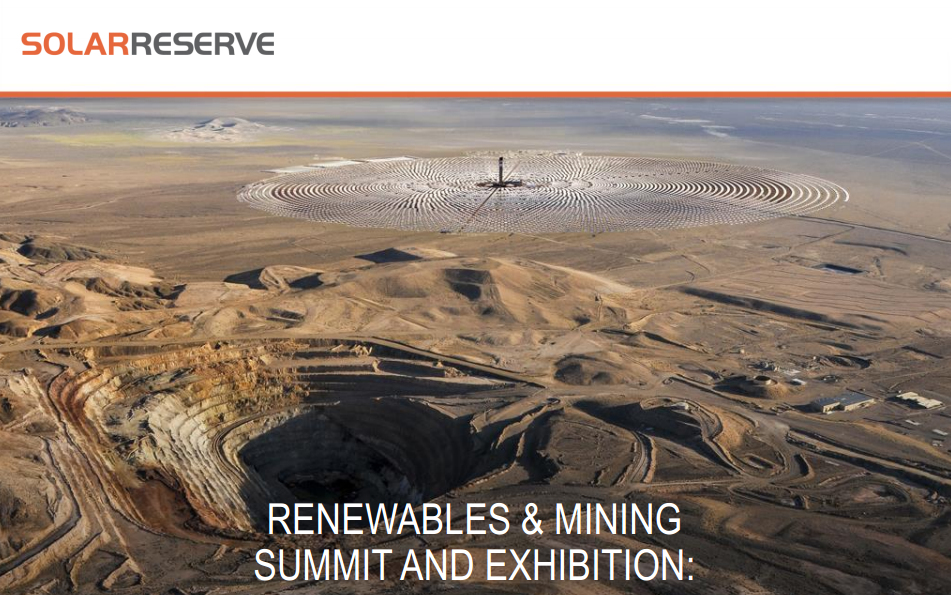 SOLARRESERVE
RENEWABLES & MINING
SUMMIT AND EXHIBITION: